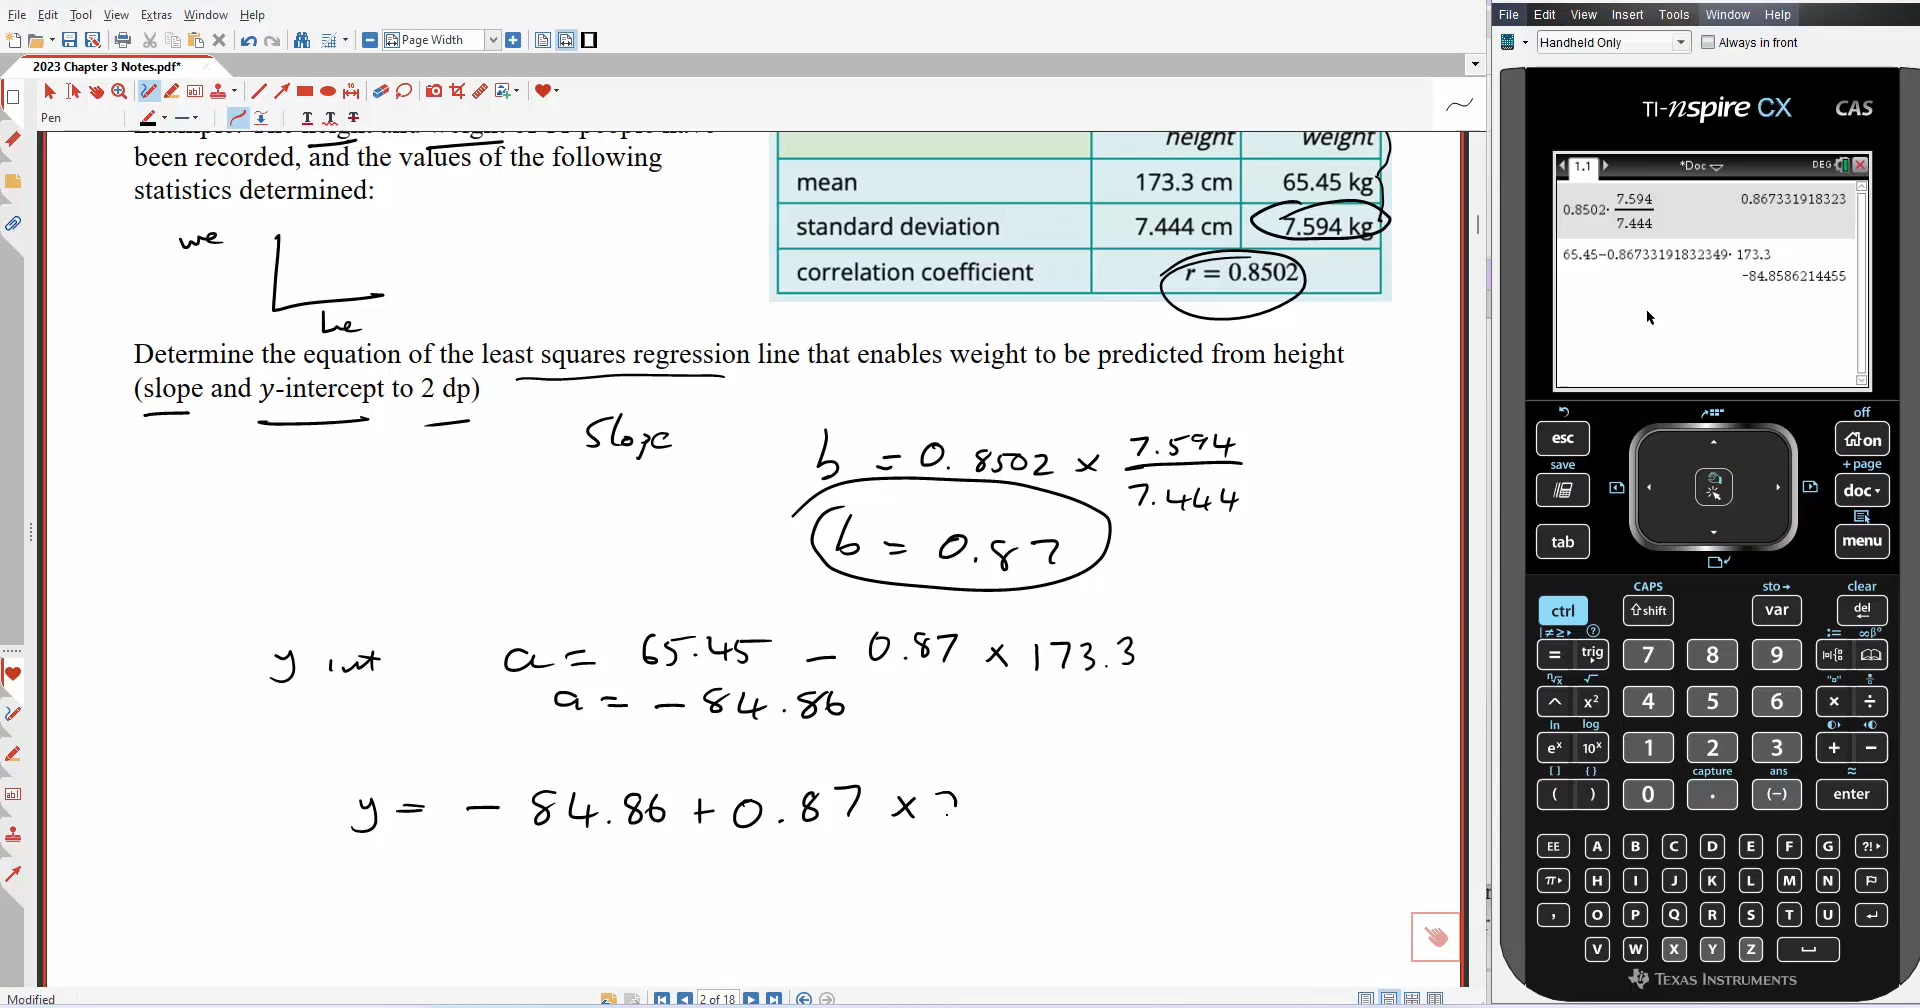 File Edit Tool View Extras Window Help
Page Width
2023 Chapter 3 Notes.pdf*
Pen
been recorded, and the values of the following
statistics determined:
height weight
mean 173.3 cm 65.45 kg
standard deviation 7.444 cm 7.594 kg
correlation coefficient r = 0.8502
we
he
Determine the equation of the least squares regression line that enables weight to be predicted from height
(slope and y-intercept to 2 dp)
Slope
b = 0.8502 × 7.594
7.444
b = 0.87
y int a = 65.45 – 0.87 × 173.3
a = – 84.86
y = – 84.86 + 0.87 × ?
Modified
2 of 18
File Edit View Insert Tools Window Help
Handheld Only Always in front
TI-nspire CX CAS
1.1 *Doc DEG
0.8502· 7.594
7.444
0.867331918323
65.45−0.86733191832349·173.3
-84.8586214455
esc off on
save + page
doc
tab menu
CAPS sto→ clear
ctrl shift var del
= trig 7 8 9
^ x² 4 5 6 × ÷
ln log
eˣ 10ˣ 1 2 3 + −
[ ] { } capture ans ≈
( ) 0 . (−) enter
EE A B C D E F G ?!
π H I J K L M N
, O P Q R S T U
V W X Y Z
TEXAS INSTRUMENTS